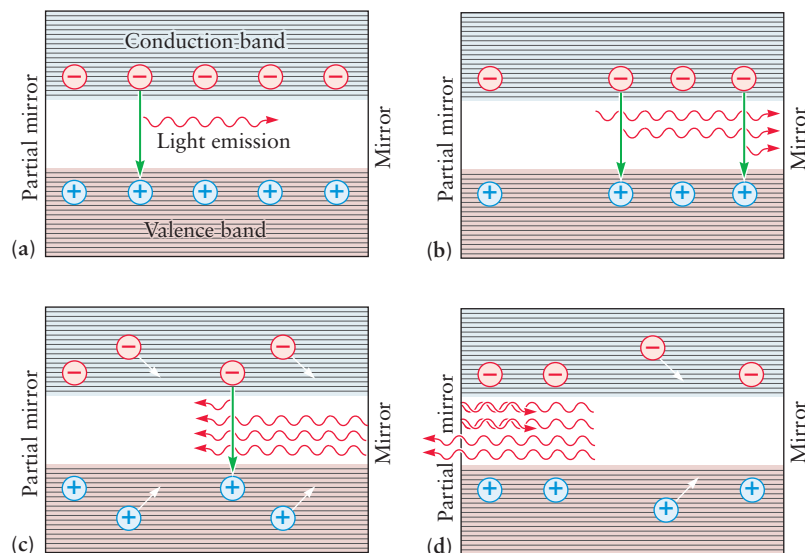 Conduction band
Partial mirror
Light emission
Mirror
Valence band
(a)
Partial mirror
Mirror
(b)
Partial mirror
Mirror
(c)
Partial mirror
Mirror
(d)